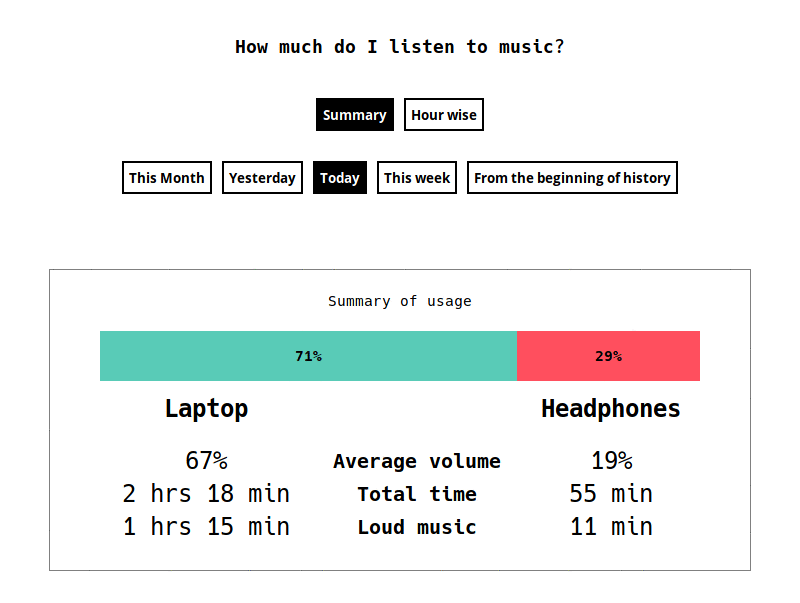 How much do I listen to music?
Summary Hour wise
This Month Yesterday Today This week From the beginning of history
Summary of usage
71% 29%
Laptop Headphones
67% Average volume 19%
2 hrs 18 min Total time 55 min
1 hrs 15 min Loud music 11 min